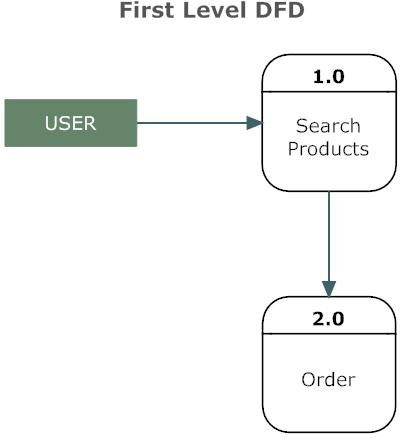 First Level DFD
1.0
USER
Search
Products
2.0
Order